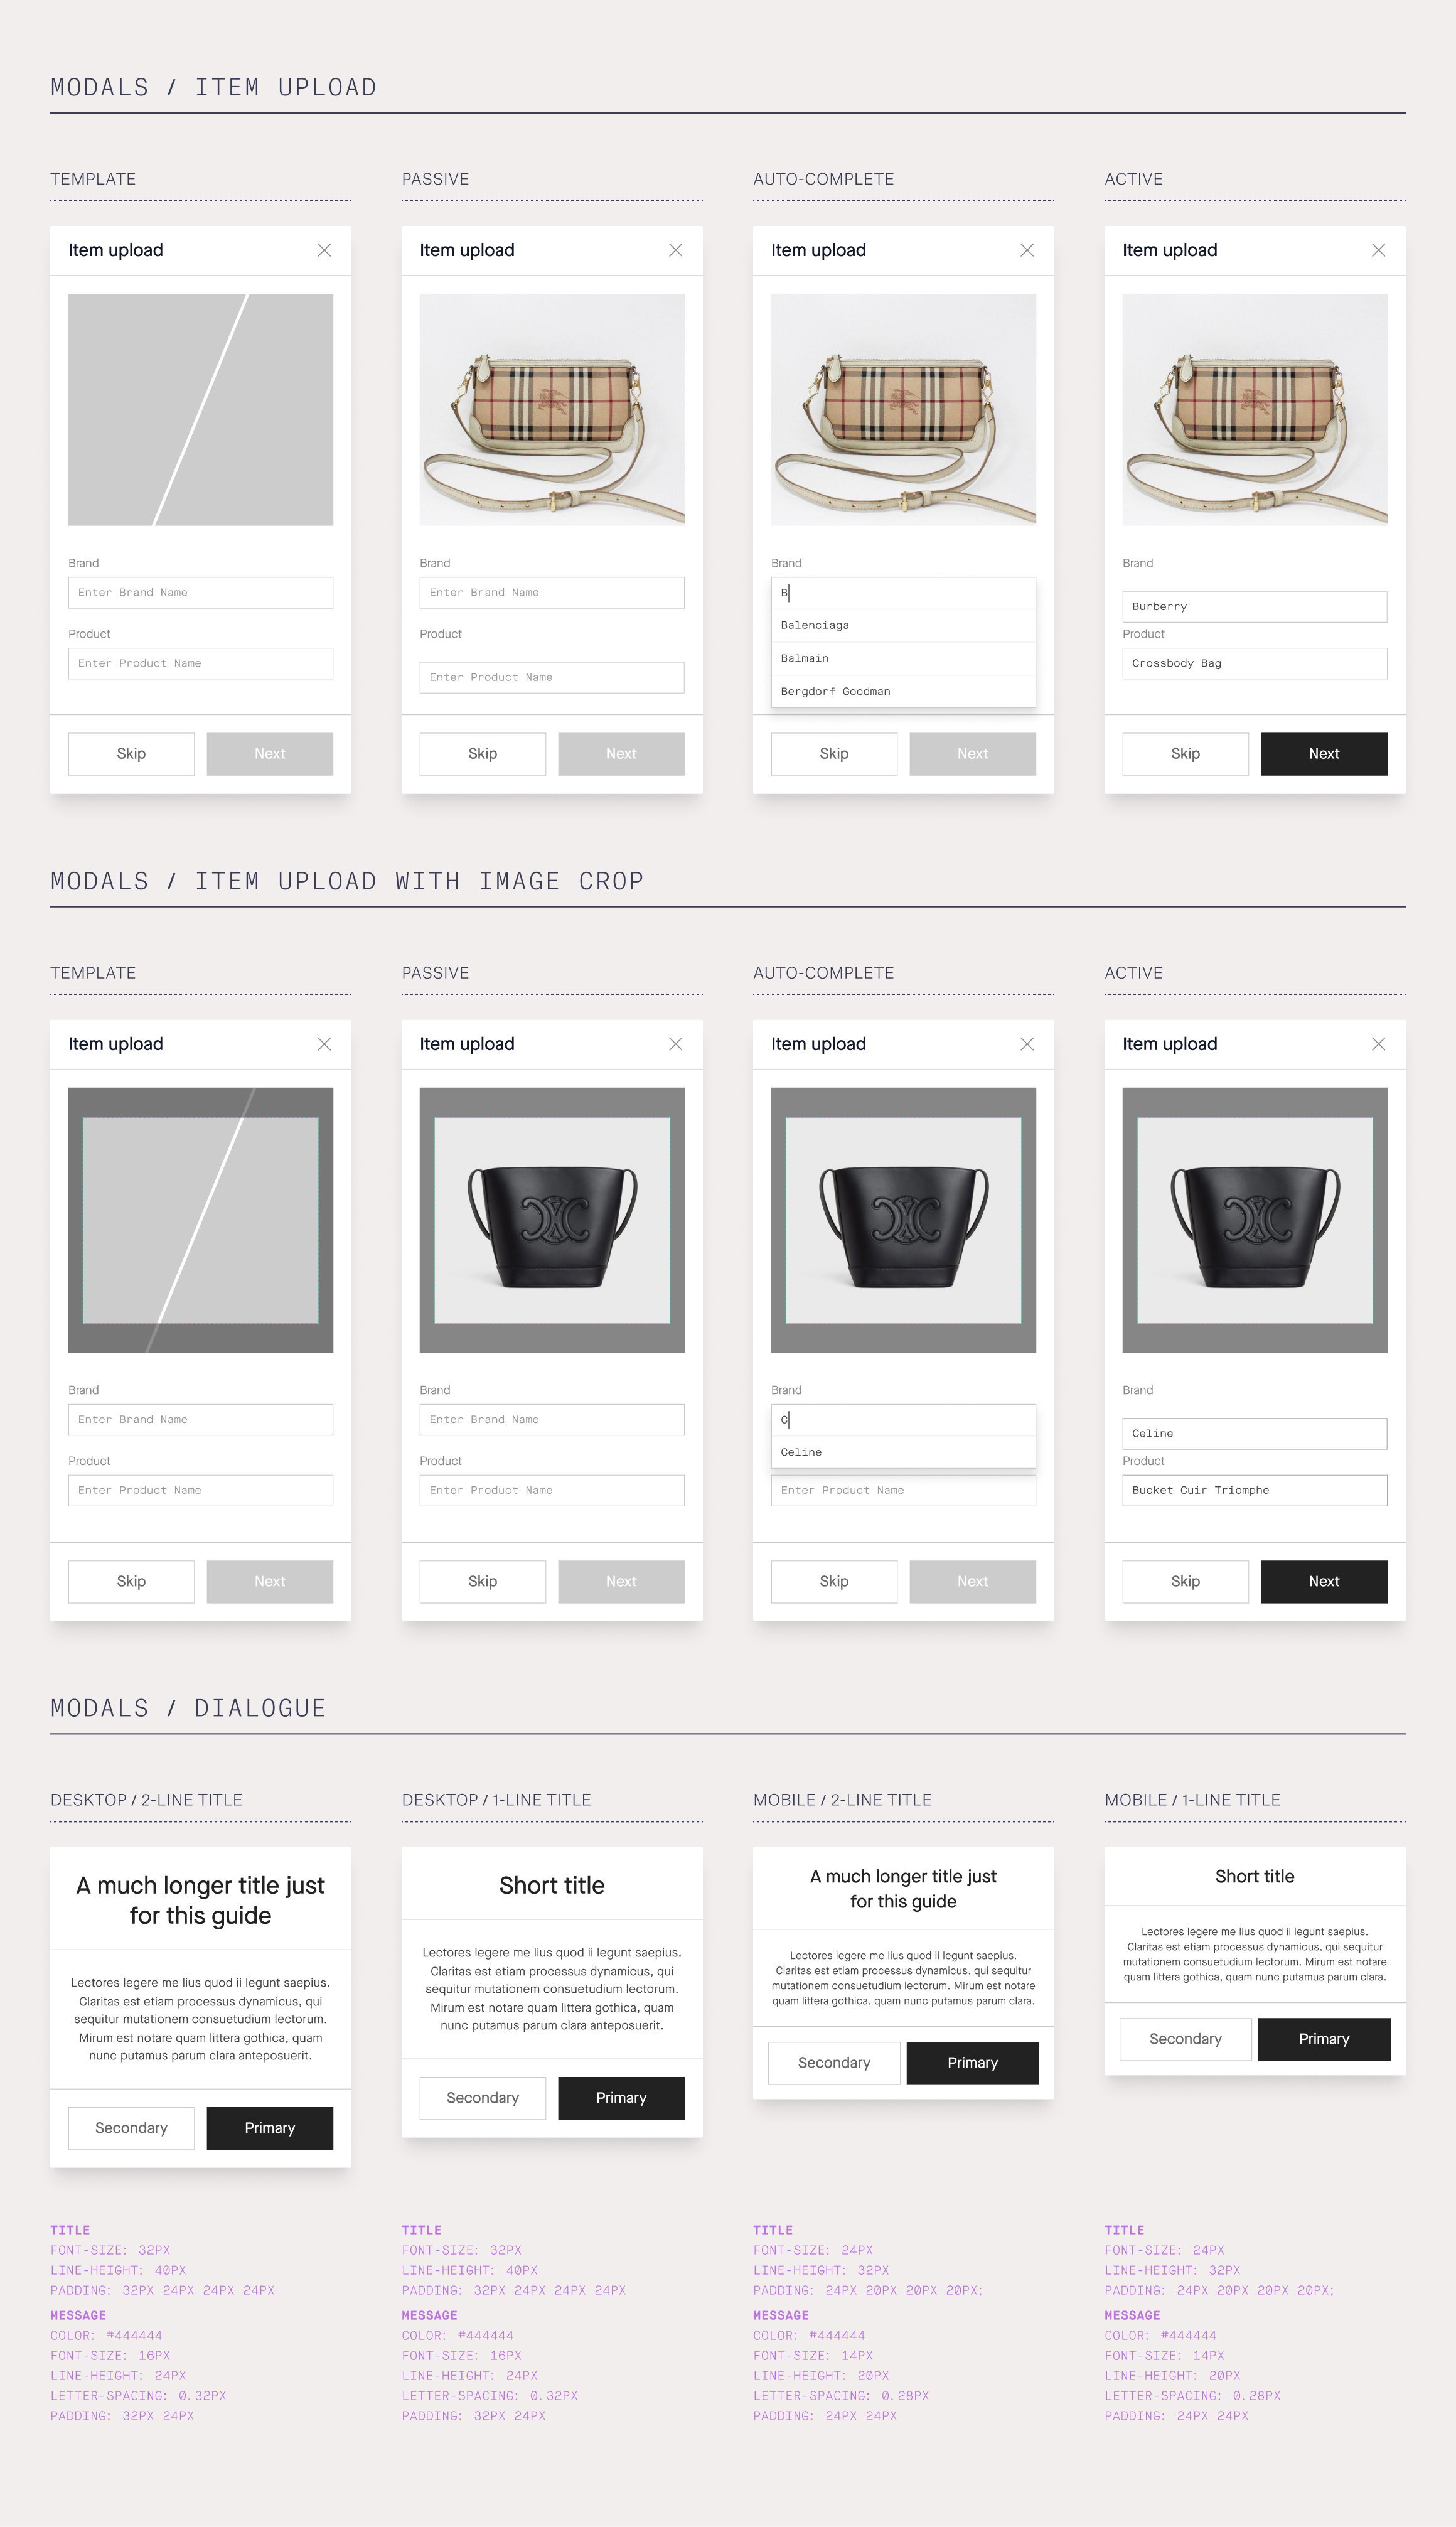 MODALS / ITEM UPLOAD
TEMPLATE
Item upload
Brand
Enter Brand Name
Product
Enter Product Name
Skip
Next
PASSIVE
Item upload
Brand
Enter Brand Name
Product
Enter Product Name
Skip
Next
AUTO-COMPLETE
Item upload
Brand
B
Balenciaga
Balmain
Bergdorf Goodman
Skip
Next
ACTIVE
Item upload
Brand
Burberry
Product
Crossbody Bag
Skip
Next
MODALS / ITEM UPLOAD WITH IMAGE CROP
TEMPLATE
Item upload
Brand
Enter Brand Name
Product
Enter Product Name
Skip
Next
PASSIVE
Item upload
Brand
Enter Brand Name
Product
Enter Product Name
Skip
Next
AUTO-COMPLETE
Item upload
Brand
C
Celine
Enter Product Name
Skip
Next
ACTIVE
Item upload
Brand
Celine
Product
Bucket Cuir Triomphe
Skip
Next
MODALS / DIALOGUE
DESKTOP / 2-LINE TITLE
A much longer title just
for this guide
Lectores legere me lius quod ii legunt saepius.
Claritas est etiam processus dynamicus, qui
sequitur mutationem consuetudium lectorum.
Mirum est notare quam littera gothica, quam
nunc putamus parum clara anteposuerit.
Secondary
Primary
TITLE
FONT-SIZE: 32PX
LINE-HEIGHT: 40PX
PADDING: 32PX 24PX 24PX 24PX
MESSAGE
COLOR: #444444
FONT-SIZE: 16PX
LINE-HEIGHT: 24PX
LETTER-SPACING: 0.32PX
PADDING: 32PX 24PX
DESKTOP / 1-LINE TITLE
Short title
Lectores legere me lius quod ii legunt saepius.
Claritas est etiam processus dynamicus, qui
sequitur mutationem consuetudium lectorum.
Mirum est notare quam littera gothica, quam
nunc putamus parum clara anteposuerit.
Secondary
Primary
TITLE
FONT-SIZE: 32PX
LINE-HEIGHT: 40PX
PADDING: 32PX 24PX 24PX 24PX
MESSAGE
COLOR: #444444
FONT-SIZE: 16PX
LINE-HEIGHT: 24PX
LETTER-SPACING: 0.32PX
PADDING: 32PX 24PX
MOBILE / 2-LINE TITLE
A much longer title just
for this guide
Lectores legere me lius quod ii legunt saepius.
Claritas est etiam processus dynamicus, qui sequitur
mutationem consuetudium lectorum. Mirum est notare
quam littera gothica, quam nunc putamus parum clara.
Secondary
Primary
TITLE
FONT-SIZE: 24PX
LINE-HEIGHT: 32PX
PADDING: 24PX 20PX 20PX 20PX;
MESSAGE
COLOR: #444444
FONT-SIZE: 14PX
LINE-HEIGHT: 20PX
LETTER-SPACING: 0.28PX
PADDING: 24PX 24PX
MOBILE / 1-LINE TITLE
Short title
Lectores legere me lius quod ii legunt saepius.
Claritas est etiam processus dynamicus, qui sequitur
mutationem consuetudium lectorum. Mirum est notare
quam littera gothica, quam nunc putamus parum clara.
Secondary
Primary
TITLE
FONT-SIZE: 24PX
LINE-HEIGHT: 32PX
PADDING: 24PX 20PX 20PX 20PX;
MESSAGE
COLOR: #444444
FONT-SIZE: 14PX
LINE-HEIGHT: 20PX
LETTER-SPACING: 0.28PX
PADDING: 24PX 24PX